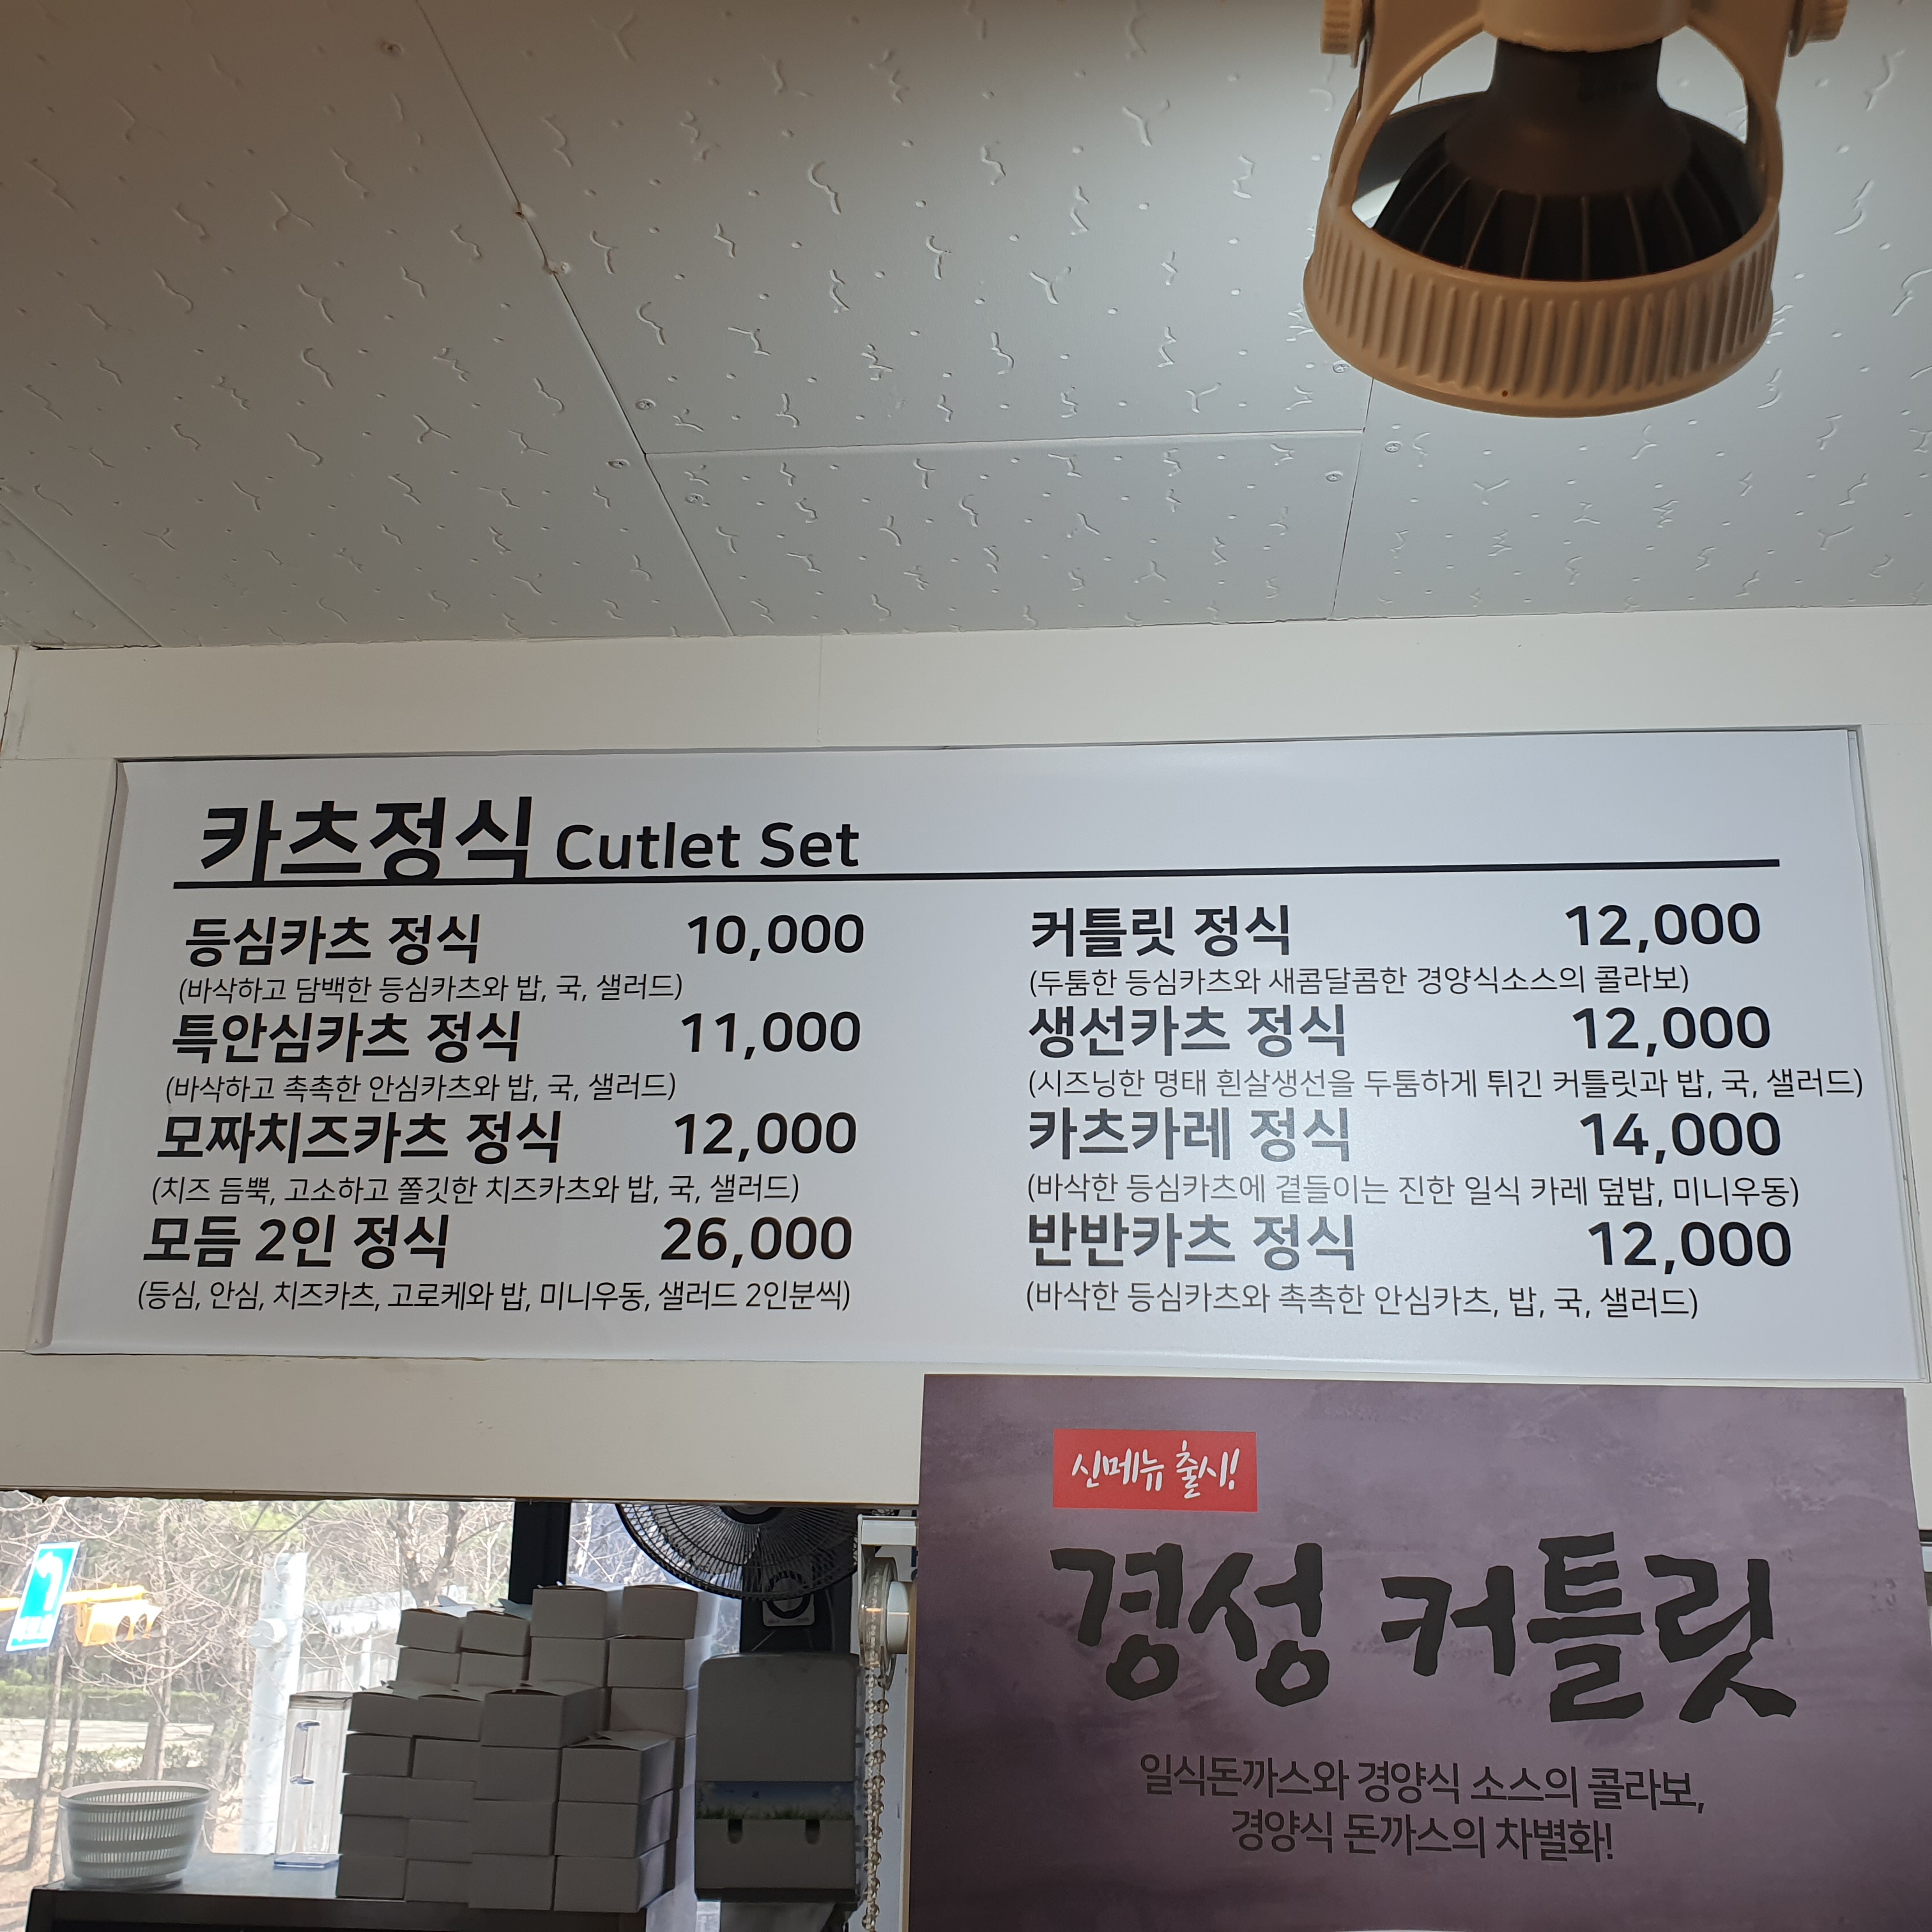 카츠정식 Cutlet Set
등심카츠 정식 10,000
(바삭하고 담백한 등심카츠와 밥, 국, 샐러드)
특안심카츠 정식 11,000
(바삭하고 촉촉한 안심카츠와 밥, 국, 샐러드)
모짜치즈카츠 정식 12,000
(치즈 듬뿍, 고소하고 쫄깃한 치즈카츠와 밥, 국, 샐러드)
모듬 2인 정식 26,000
(등심, 안심, 치즈카츠, 고로케와 밥, 미니우동, 샐러드 2인분씩)
커틀릿 정식 12,000
(두툼한 등심카츠와 새콤달콤한 경양식소스의 콜라보)
생선카츠 정식 12,000
(시즈닝한 명태 흰살생선을 두툼하게 튀긴 커틀릿과 밥, 국, 샐러드)
카츠카레 정식 14,000
(바삭한 등심카츠에 곁들이는 진한 일식 카레 덮밥, 미니우동)
반반카츠 정식 12,000
(바삭한 등심카츠와 촉촉한 안심카츠, 밥, 국, 샐러드)
신메뉴 출시!
경성 커틀릿
일식돈까스와 경양식 소스의 콜라보,
경양식 돈까스의 차별화!